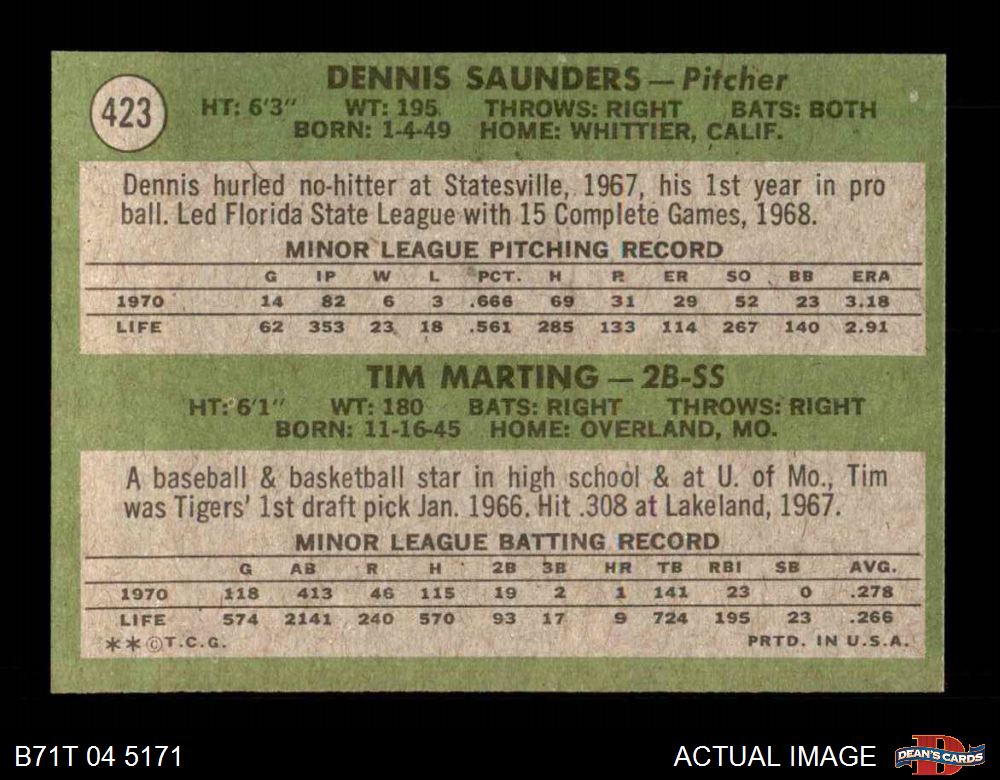 423
DENNIS SAUNDERS — Pitcher
HT: 6'3" WT: 195 THROWS: RIGHT BATS: BOTH
BORN: 1-4-49 HOME: WHITTIER, CALIF.
Dennis hurled no-hitter at Statesville, 1967, his 1st year in pro
ball. Led Florida State League with 15 Complete Games, 1968.
MINOR LEAGUE PITCHING RECORD
G IP W L PCT. H R ER SO BB ERA
1970 14 82 6 3 .666 69 31 29 52 23 3.18
LIFE 62 353 23 18 .561 285 133 114 267 140 2.91
TIM MARTING — 2B-SS
HT: 6'1" WT: 180 BATS: RIGHT THROWS: RIGHT
BORN: 11-16-45 HOME: OVERLAND, MO.
A baseball & basketball star in high school & at U. of Mo., Tim
was Tigers' 1st draft pick Jan. 1966. Hit .308 at Lakeland, 1967.
MINOR LEAGUE BATTING RECORD
G AB R H 2B 3B HR TB RBI SB AVG.
1970 118 413 46 115 19 2 1 141 23 0 .278
LIFE 574 2141 240 570 93 17 9 724 195 23 .266
**©T.C.G. PRTD. IN U.S.A.
B71T 04 5171 ACTUAL IMAGE DEAN'S CARDS